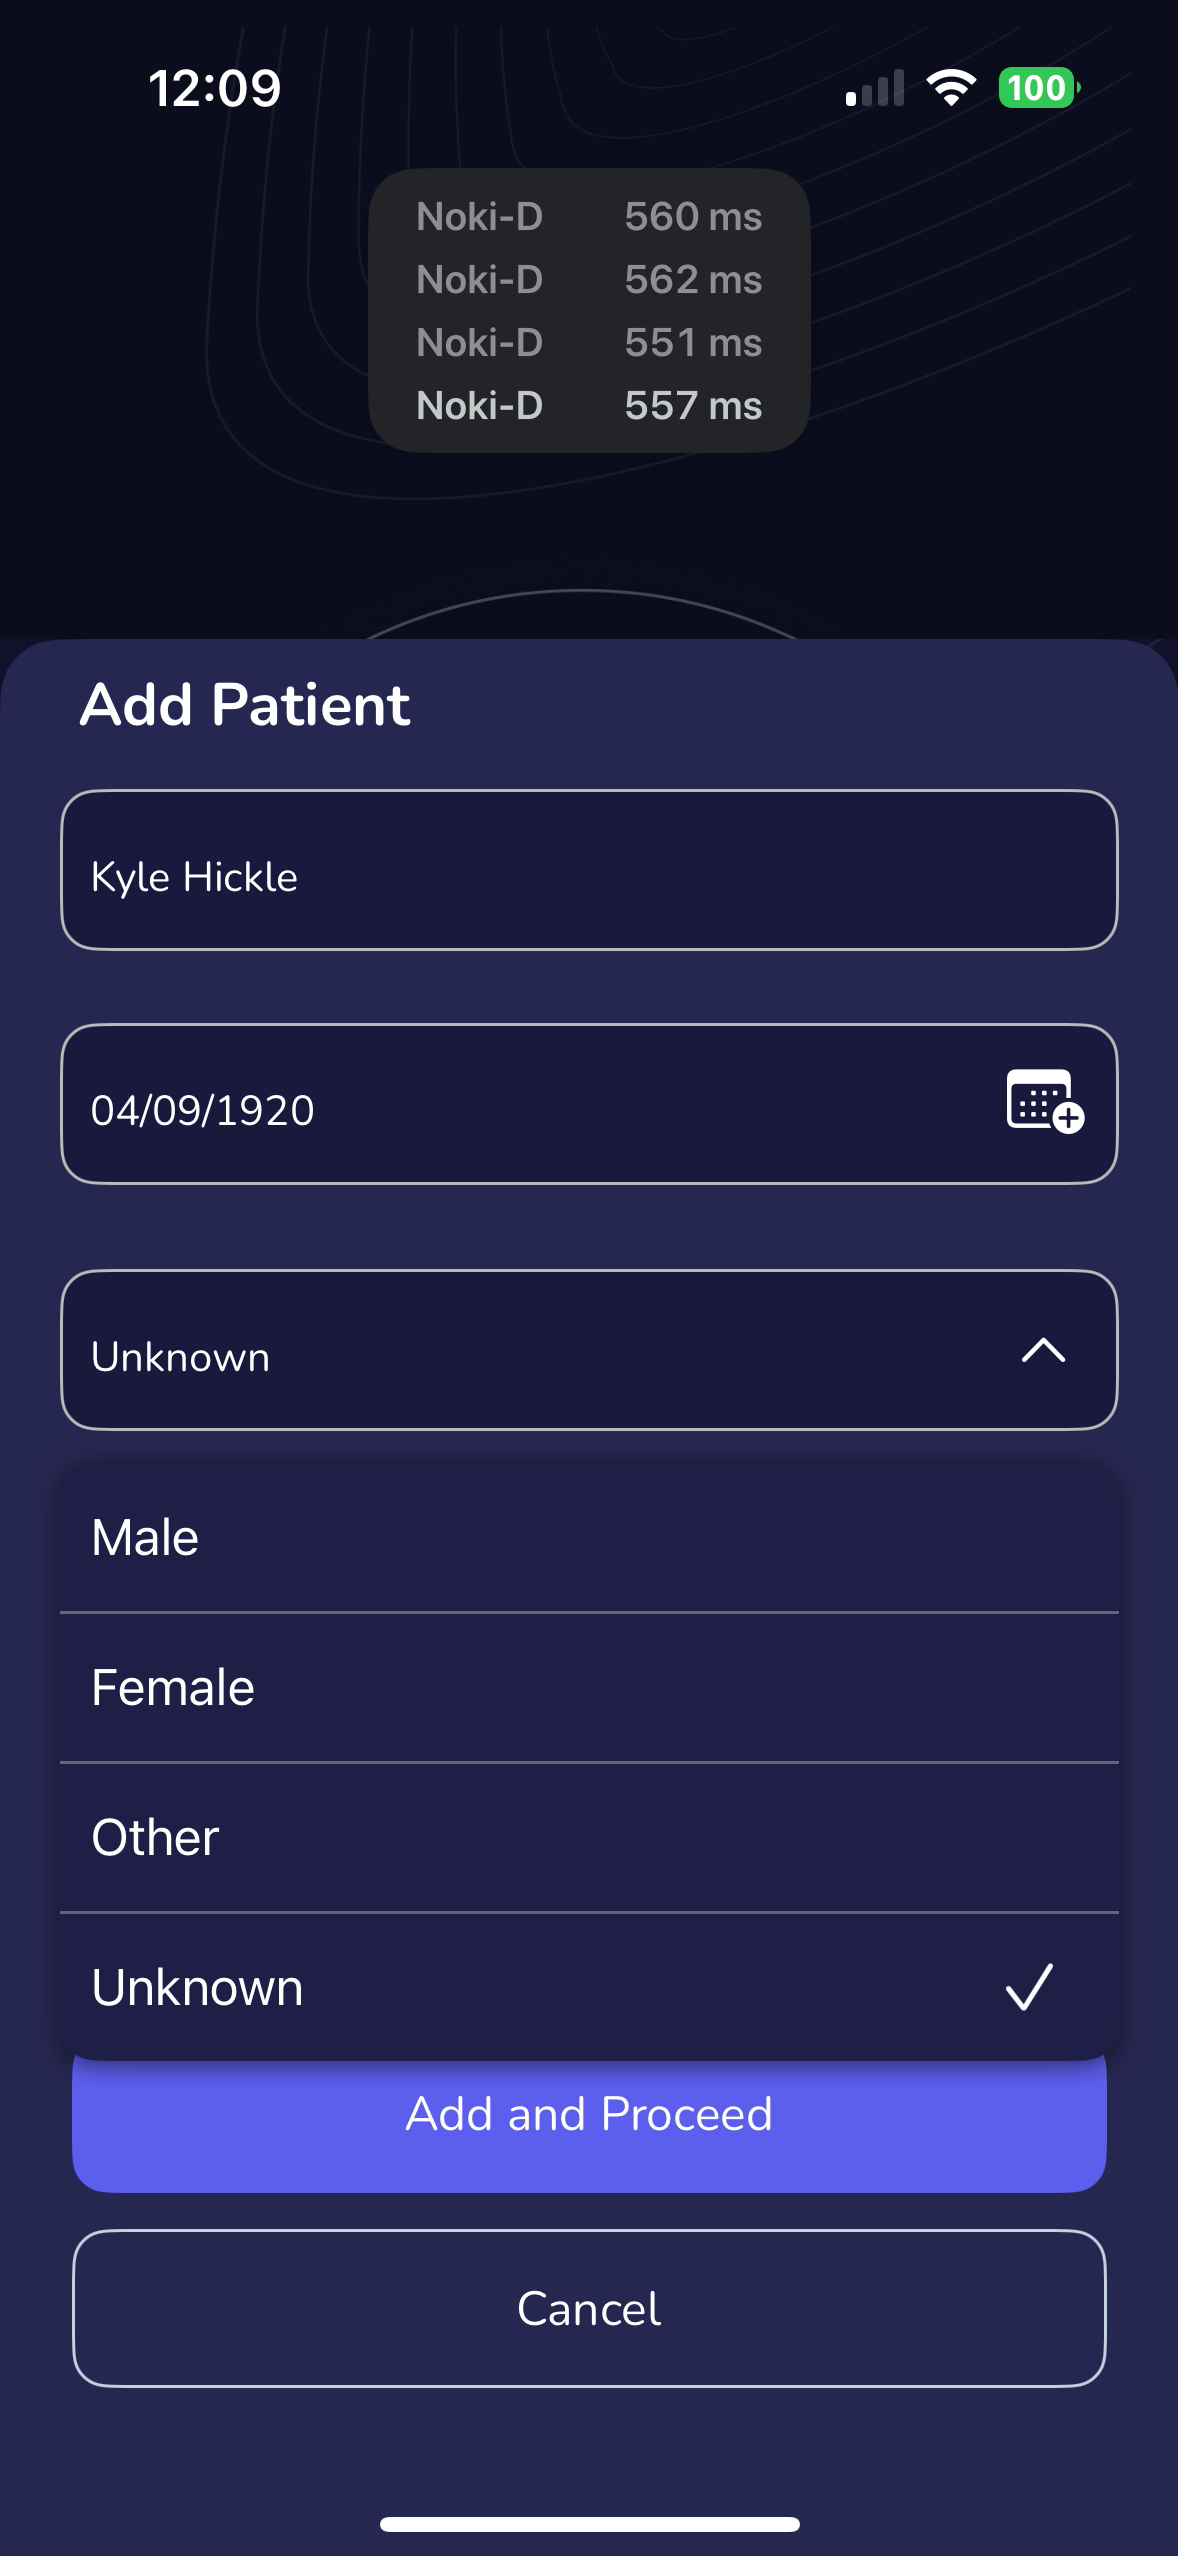 12:09
100
Noki-D 560 ms
Noki-D 562 ms
Noki-D 551 ms
Noki-D 557 ms
Add Patient
Kyle Hickle
04/09/1920
Unknown
Male
Female
Other
Unknown
Add and Proceed
Cancel